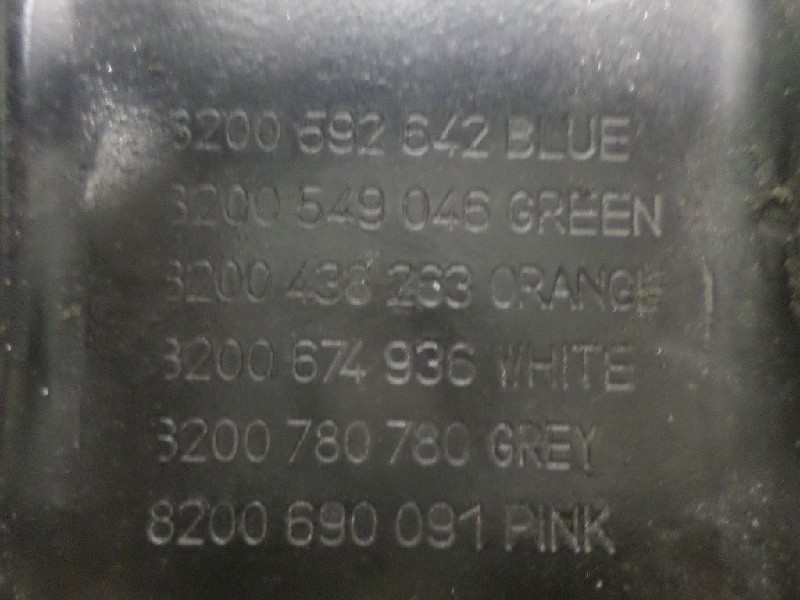 8200 592 642 BLUE
8200 549 046 GREEN
8200 438 263 ORANGE
8200 674 936 WHITE
8200 780 780 GREY
8200 690 091 PINK